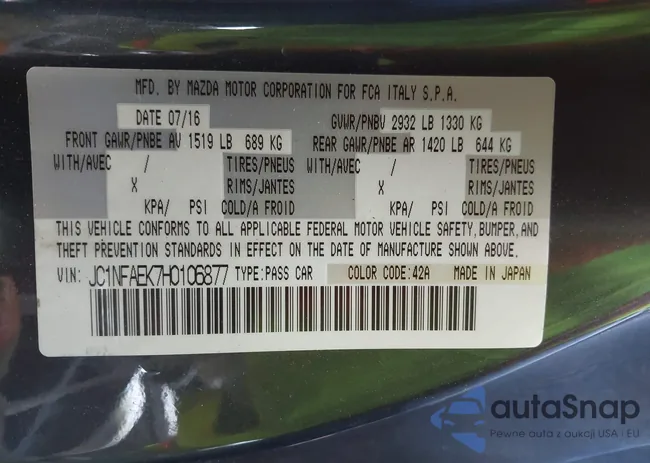 MFD. BY MAZDA MOTOR CORPORATION FOR FCA ITALY S.P.A.
DATE 07/16 GVWR/PNBV 2932 LB 1330 KG
FRONT GAWR/PNBE AV 1519 LB 689 KG REAR GAWR/PNBE AR 1420 LB 644 KG
WITH/AVEC / TIRES/PNEUS WITH/AVEC / TIRES/PNEUS
X RIMS/JANTES X RIMS/JANTES
KPA/ PSI COLD/A FROID KPA/ PSI COLD/A FROID
THIS VEHICLE CONFORMS TO ALL APPLICABLE FEDERAL MOTOR VEHICLE SAFETY, BUMPER, AND
THEFT PREVENTION STANDARDS IN EFFECT ON THE DATE OF MANUFACTURE SHOWN ABOVE.
VIN: JC1NFAEK7H0106877 TYPE:PASS CAR COLOR CODE:42A MADE IN JAPAN
autoSnap
Pewne auta z aukcji USA i EU